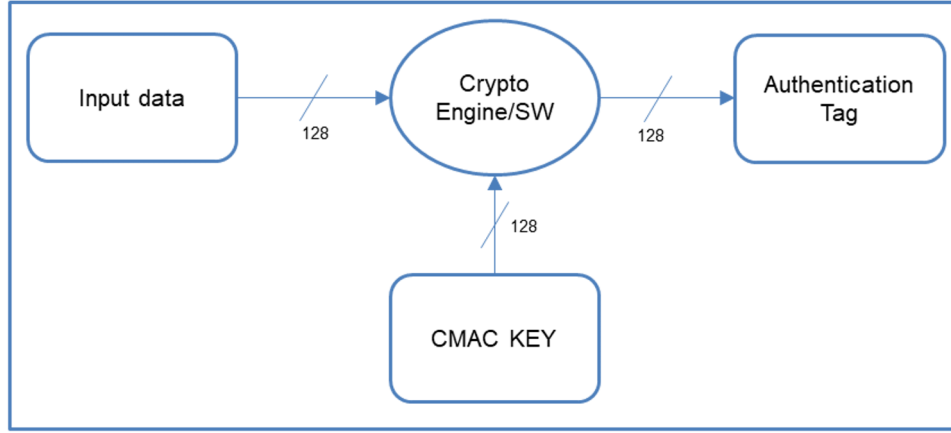 Input data
128
Crypto
Engine/SW
128
Authentication
Tag
128
CMAC KEY